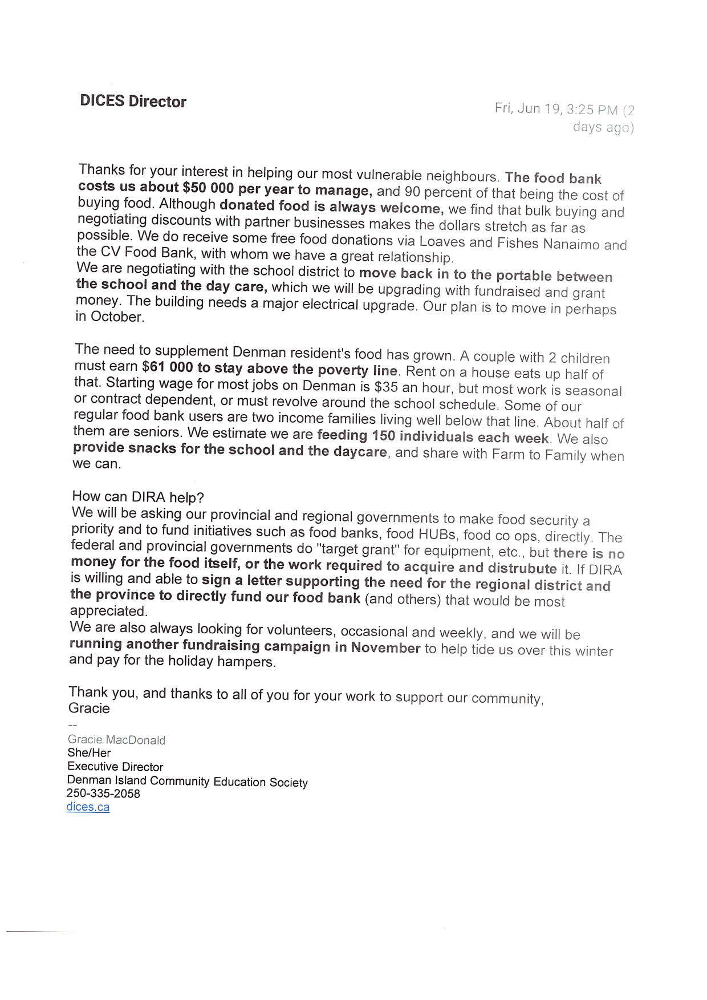 DICES Director
Fri, Jun 19, 3:25 PM (2
days ago)
Thanks for your interest in helping our most vulnerable neighbours. The food bank
costs us about $50 000 per year to manage, and 90 percent of that being the cost of
buying food. Although donated food is always welcome, we find that bulk buying and
negotiating discounts with partner businesses makes the dollars stretch as far as
possible. We do receive some free food donations via Loaves and Fishes Nanaimo and
the CV Food Bank, with whom we have a great relationship.
We are negotiating with the school district to move back in to the portable between
the school and the day care, which we will be upgrading with fundraised and grant
money. The building needs a major electrical upgrade. Our plan is to move in perhaps
in October.
The need to supplement Denman resident's food has grown. A couple with 2 children
must earn $61 000 to stay above the poverty line. Rent on a house eats up half of
that. Starting wage for most jobs on Denman is $35 an hour, but most work is seasonal
or contract dependent, or must revolve around the school schedule. Some of our
regular food bank users are two income families living well below that line. About half of
them are seniors. We estimate we are feeding 150 individuals each week. We also
provide snacks for the school and the daycare, and share with Farm to Family when
we can.
How can DIRA help?
We will be asking our provincial and regional governments to make food security a
priority and to fund initiatives such as food banks, food HUBs, food co ops, directly. The
federal and provincial governments do "target grant" for equipment, etc., but there is no
money for the food itself, or the work required to acquire and distrubute it. If DIRA
is willing and able to sign a letter supporting the need for the regional district and
the province to directly fund our food bank (and others) that would be most
appreciated.
We are also always looking for volunteers, occasional and weekly, and we will be
running another fundraising campaign in November to help tide us over this winter
and pay for the holiday hampers.
Thank you, and thanks to all of you for your work to support our community,
Gracie
--
Gracie MacDonald
She/Her
Executive Director
Denman Island Community Education Society
250-335-2058
dices.ca